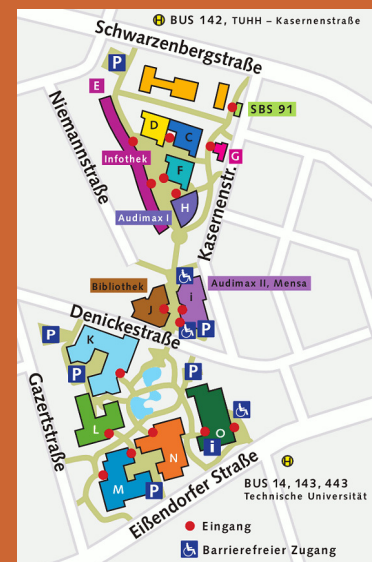 H BUS 142, TUHH – Kasernenstraße
Schwarzenbergstraße
P
E
SBS 91
Niemannstraße
D
C
Infothek
G
F
H
Audimax I
Kasernenstr.
Bibliothek
Audimax II, Mensa
J
i
Denickestraße
P
P
K
P
P
Gazertstraße
L
O
i
N
M
P
H
Eißendorfer Straße
BUS 14, 143, 443
Technische Universität
Eingang
Barrierefreier Zugang